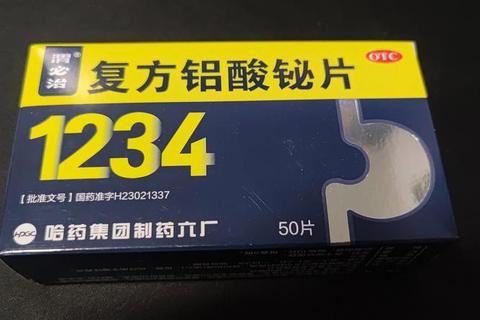 胃必治®
复方铝酸铋片
OTC
1234
【批准文号】国药准字H23021337
HPGC
哈药集团制药六厂
50片